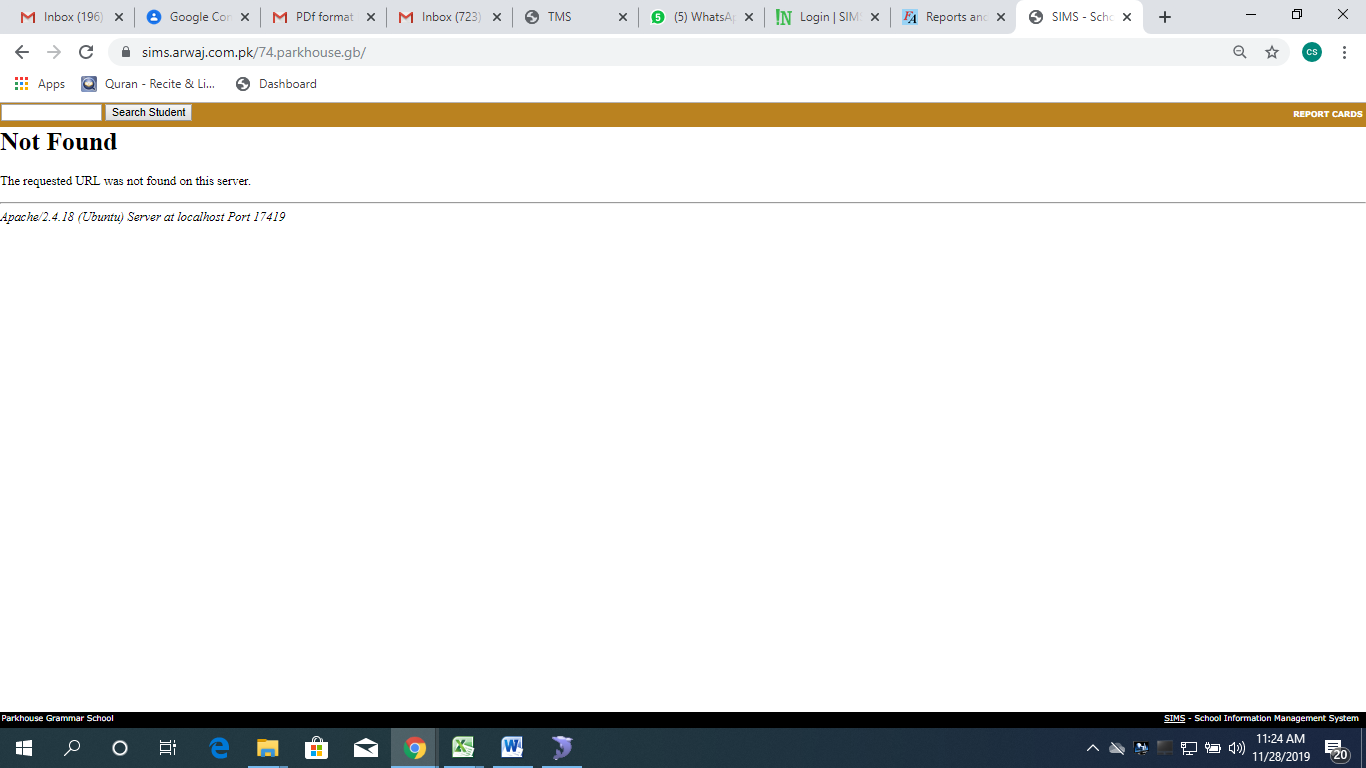 Inbox (196) Google Con PDf format Inbox (723) TMS (5) WhatsAp Login | SIMS Reports and SIMS - Scho
sims.arwaj.com.pk/74.parkhouse.gb/ CS
Apps Quran - Recite & Li... Dashboard
Search Student REPORT CARDS
Not Found
The requested URL was not found on this server.
Apache/2.4.18 (Ubuntu) Server at localhost Port 17419
Parkhouse Grammar School SIMS - School Information Management System
11:24 AM
11/28/2019 20